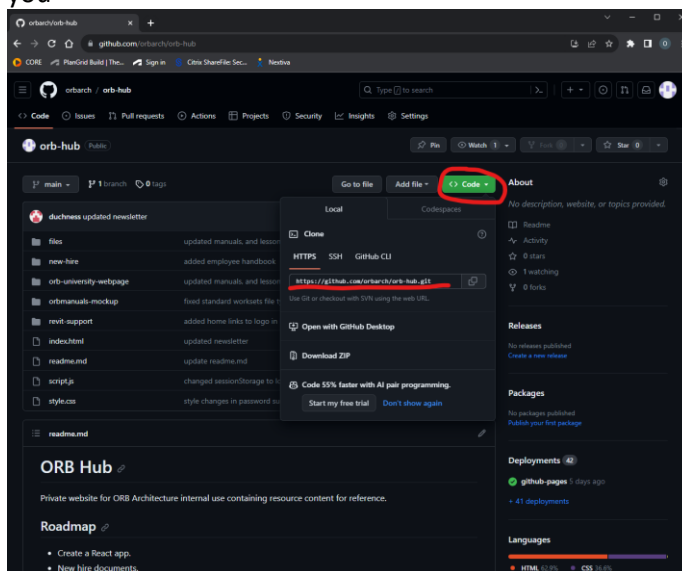 you
orbarch/orb-hub
github.com/orbarch/orb-hub
CORE PlanGrid Build | The... Sign in Citrix ShareFile: Sec... Nextiva
orbarch / orb-hub Type / to search
Code Issues Pull requests Actions Projects Security Insights Settings
orb-hub Public Pin Watch 1 Fork 0 Star 0
main 1 branch 0 tags Go to file Add file Code
About
No description, website, or topics provided.
Readme
Activity
0 stars
1 watching
0 forks
Releases
No releases published
Create a new release
Packages
No packages published
Publish your first package
Deployments 42
github-pages 5 days ago
+ 41 deployments
Languages
HTML 62.9% CSS 36.6%
Local Codespaces
Clone
HTTPS SSH GitHub CLI
https://github.com/orbarch/orb-hub.git
Use Git or checkout with SVN using the web URL.
Open with GitHub Desktop
Download ZIP
Code 55% faster with AI pair programming.
Start my free trial Don't show again
duchness updated newsletter
files updated manuals, and lesson
new-hire added employee handbook
orb-university-webpage updated manuals, and lesson
orbmanuals-mockup fixed standard worksets file t
revit-support added home links to logo in
index.html updated newsletter
readme.md update readme.md
script.js changed sessionStorage to lo
style.css style changes in password su
readme.md
ORB Hub
Private website for ORB Architecture internal use containing resource content for reference.
Roadmap
Create a React app.
New hire documents.